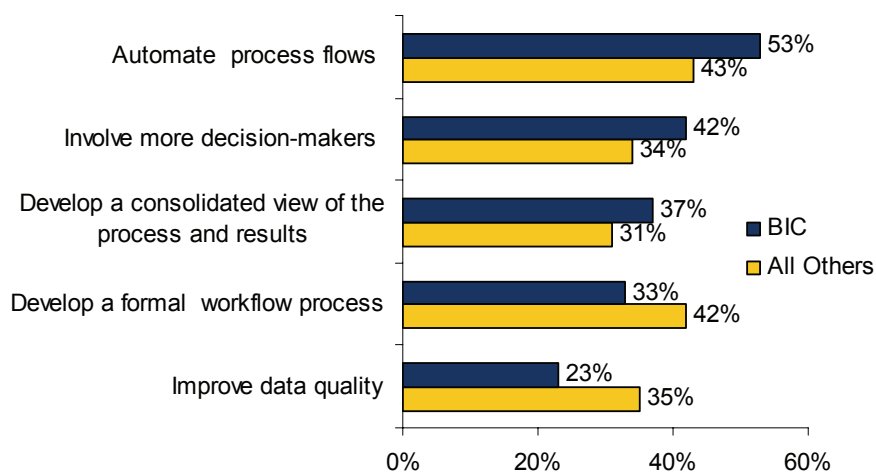 Automate process flows
53%
43%
Involve more decision-makers
42%
34%
Develop a consolidated view of the
process and results
37%
31%
BIC
All Others
Develop a formal workflow process
33%
42%
Improve data quality
23%
35%
0%
20%
40%
60%